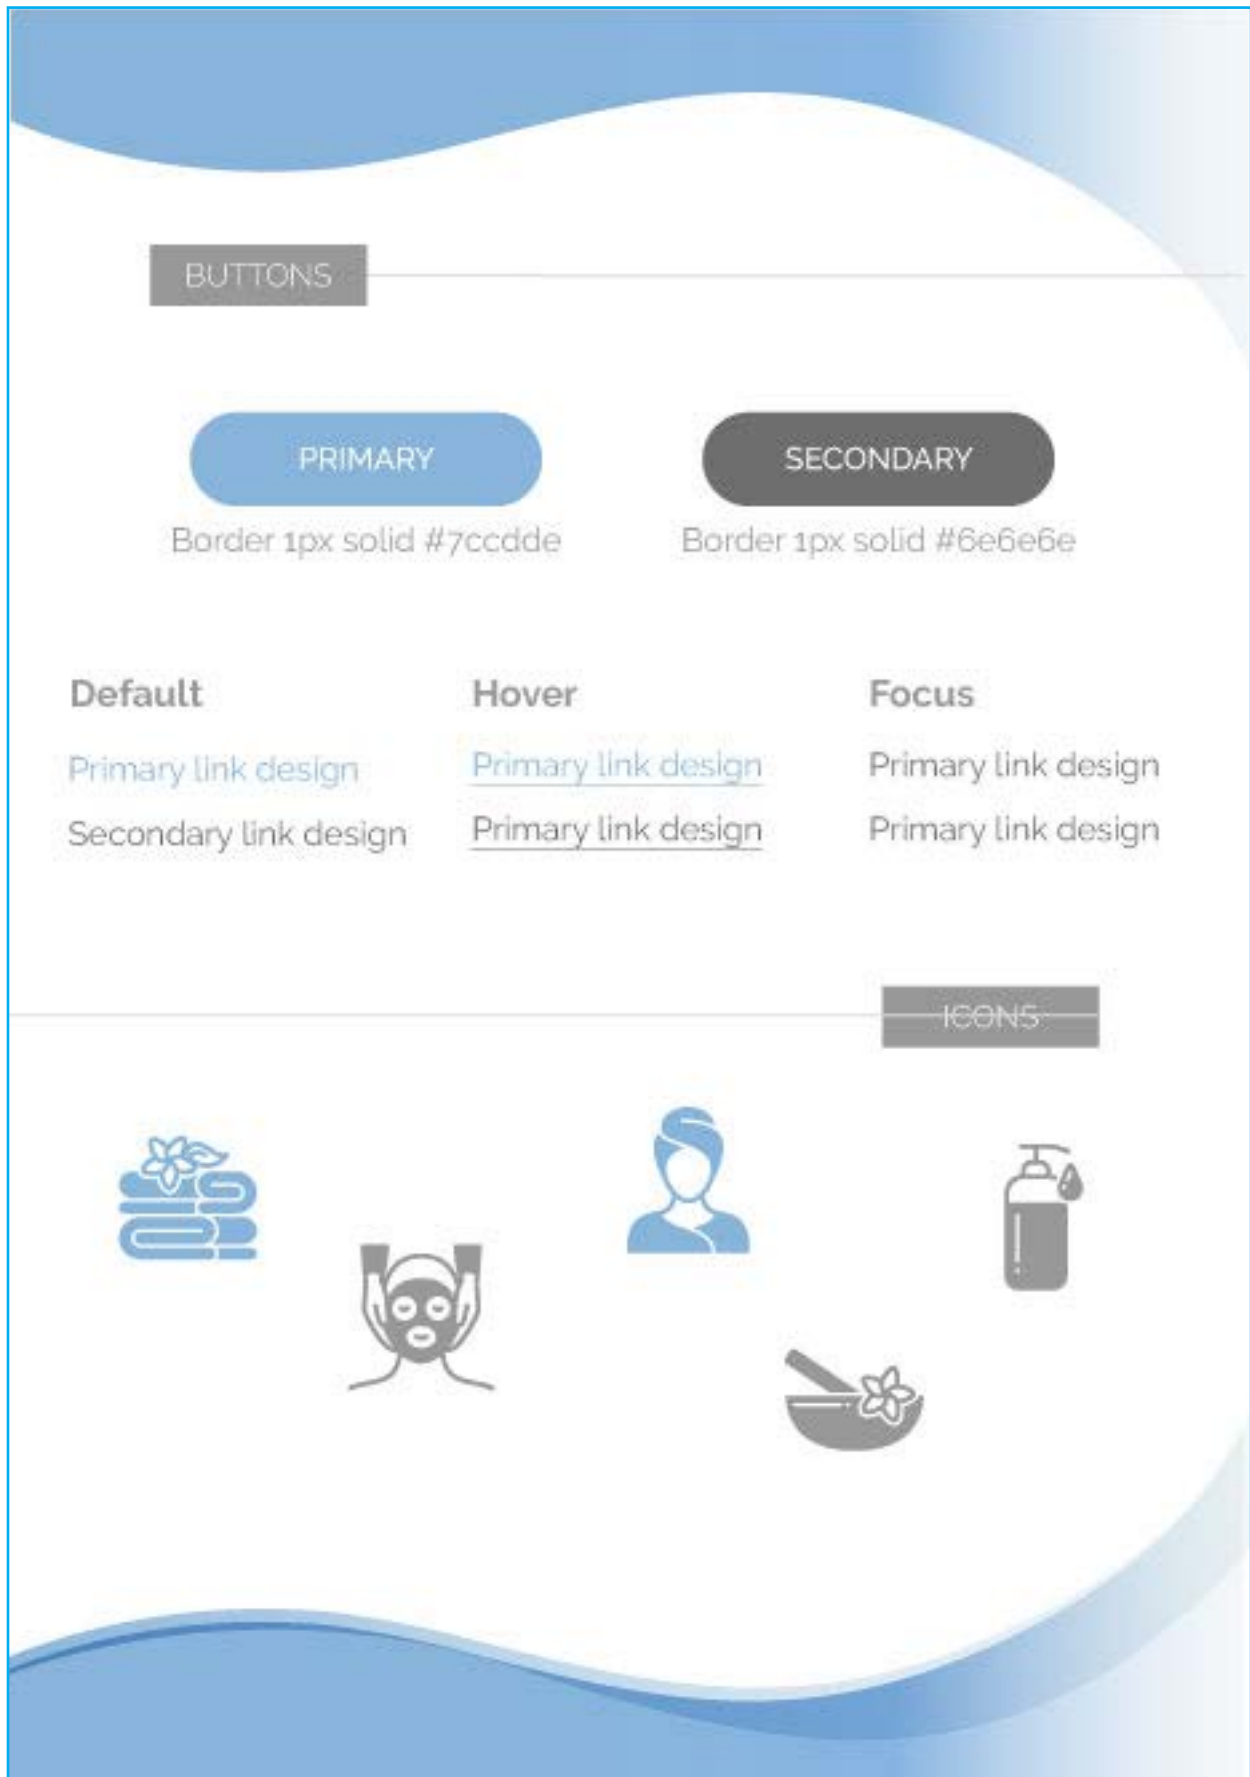 BUTTONS
PRIMARY
SECONDARY
Border 1px solid #7ccdde
Border 1px solid #6e6e6e
Default
Hover
Focus
Primary link design
Primary link design
Primary link design
Secondary link design
Primary link design
Primary link design
ICONS